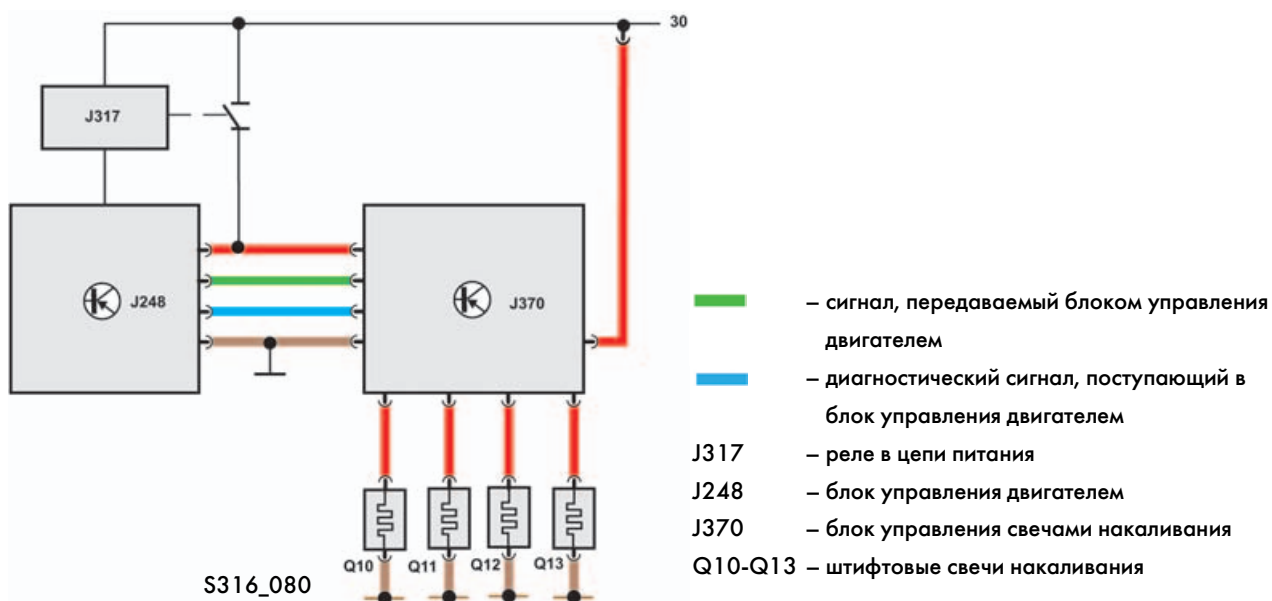 30
J317
J248
J370
Q10
Q11
Q12
Q13
S316_080
– сигнал, передаваемый блоком управления
двигателем
– диагностический сигнал, поступающий в
блок управления двигателем
J317 – реле в цепи питания
J248 – блок управления двигателем
J370 – блок управления свечами накаливания
Q10-Q13 – штифтовые свечи накаливания